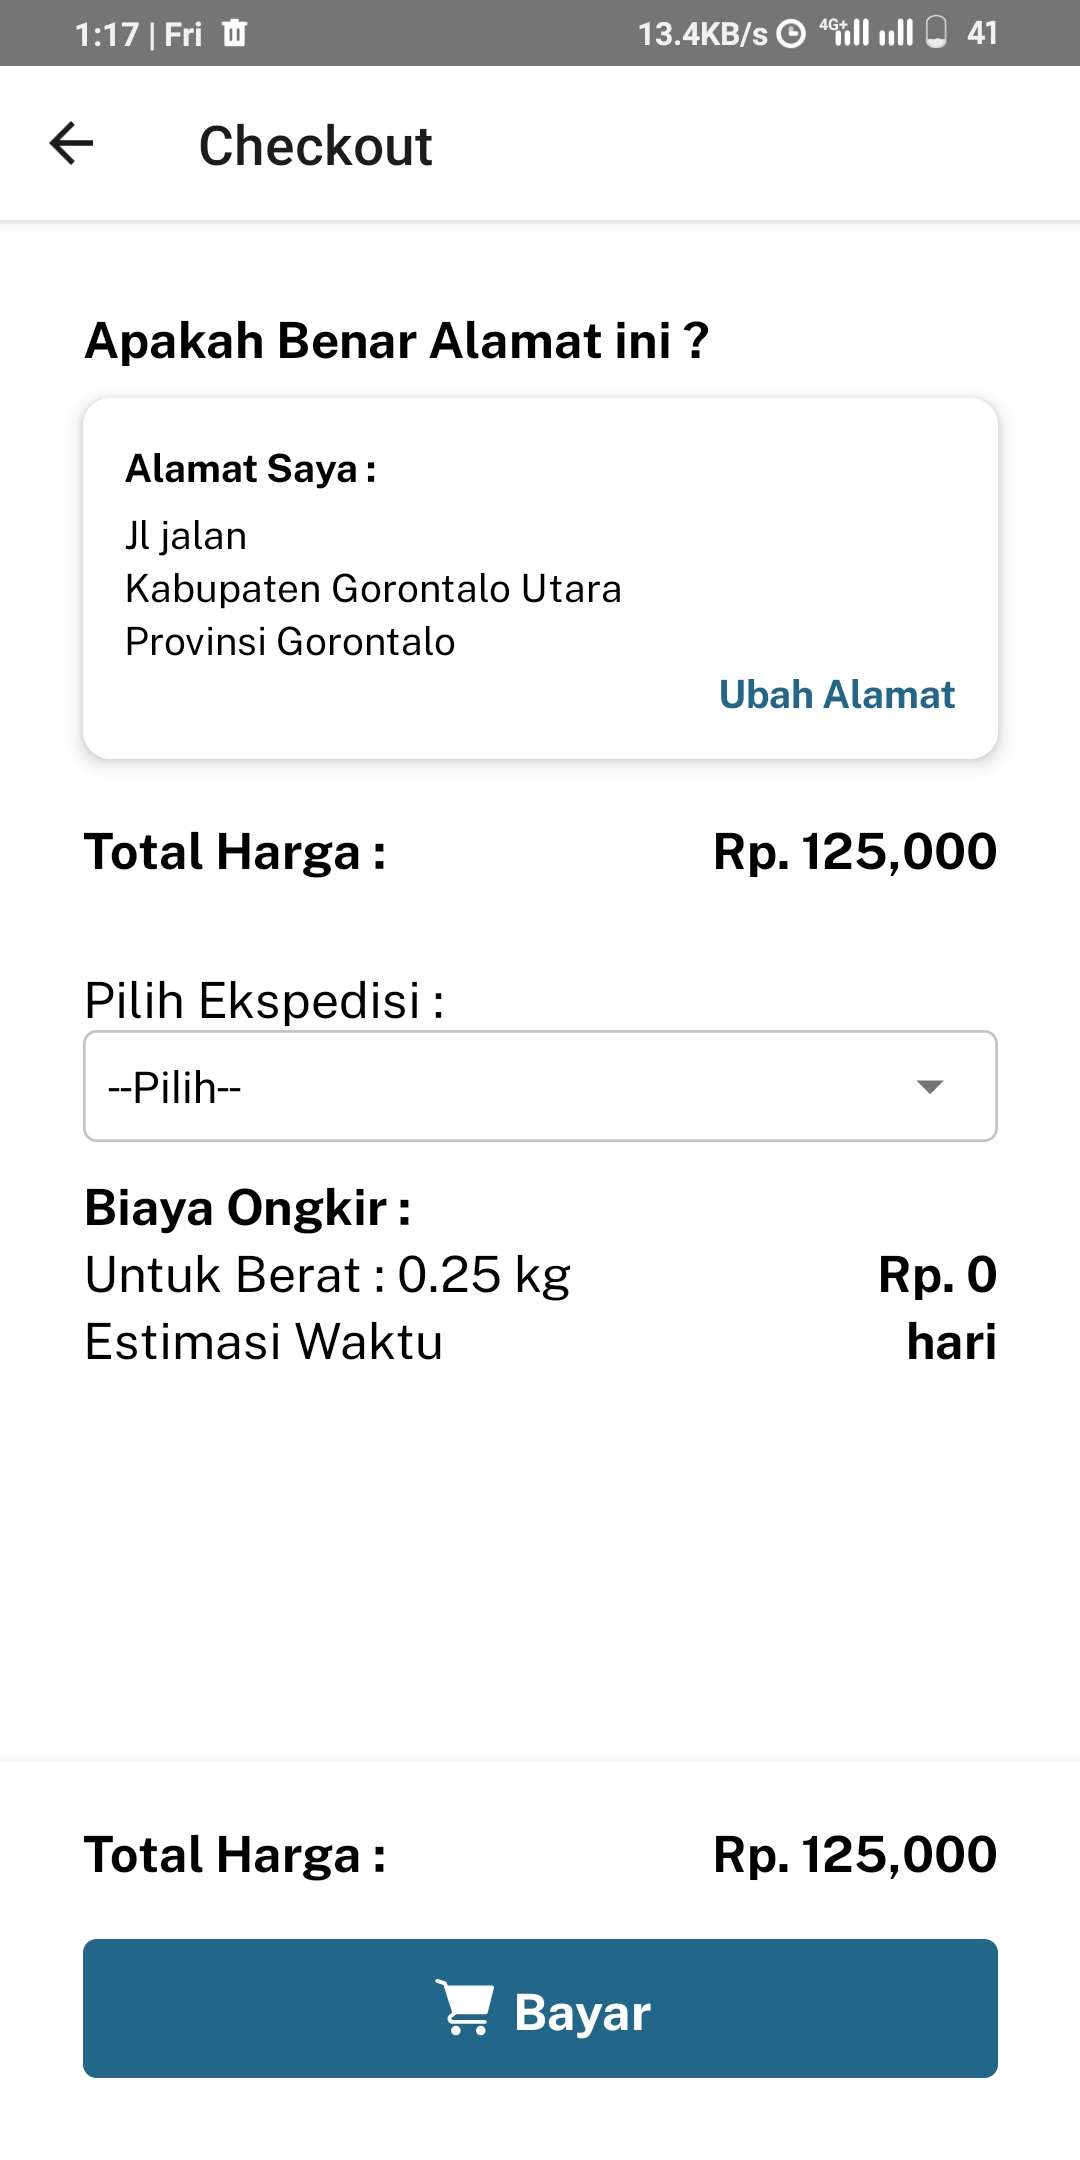 1:17 | Fri
13.4KB/s 4G+ 41
Checkout
Apakah Benar Alamat ini ?
Alamat Saya :
Jl jalan
Kabupaten Gorontalo Utara
Provinsi Gorontalo
Ubah Alamat
Total Harga : Rp. 125,000
Pilih Ekspedisi :
--Pilih--
Biaya Ongkir :
Untuk Berat : 0.25 kg Rp. 0
Estimasi Waktu hari
Total Harga : Rp. 125,000
Bayar